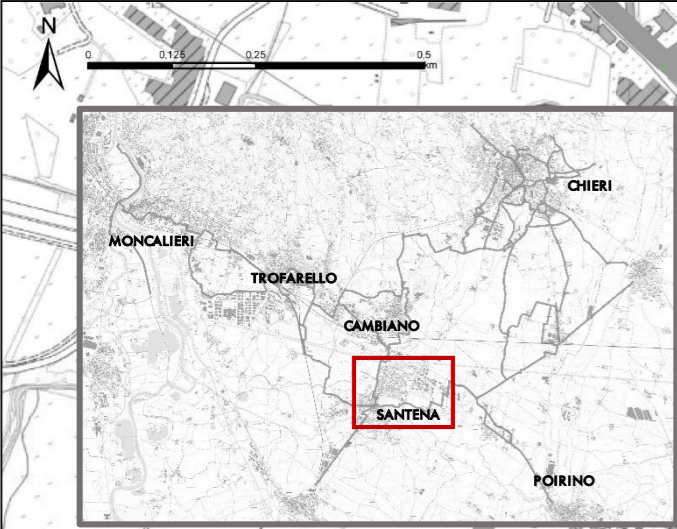 N
0 0,125 0,25 0,5
km
CHIERI
MONCALIERI
TROFARELLO
CAMBIANO
SANTENA
POIRINO